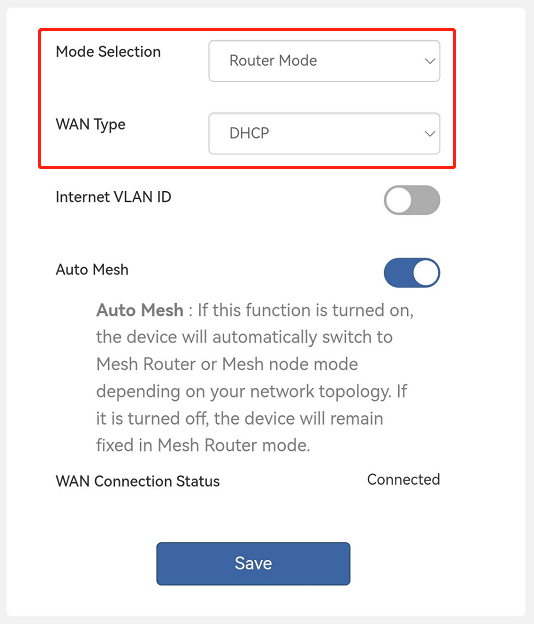 Mode Selection
Router Mode
WAN Type
DHCP
Internet VLAN ID
Auto Mesh
Auto Mesh : If this function is turned on,
the device will automatically switch to
Mesh Router or Mesh node mode
depending on your network topology. If
it is turned off, the device will remain
fixed in Mesh Router mode.
WAN Connection Status
Connected
Save